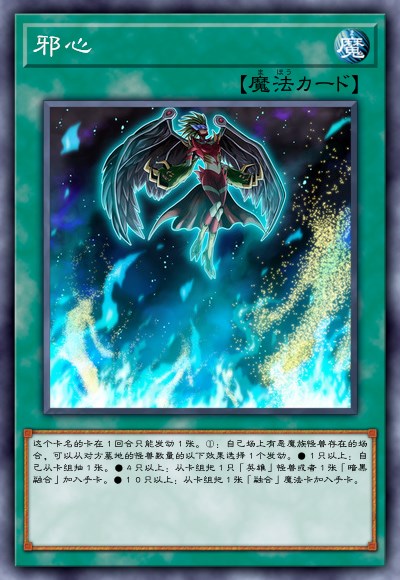 邪心
魔
【魔法カード】
まほう
这个卡名的卡在１回合只能发动１张。①：自己场上有恶魔族怪兽存在的场
合，可以从对方墓地的怪兽数量的以下效果选择１个发动。●１只以上：自
己从卡组抽１张。●４只以上：从卡组把１只「英雄」怪兽或者１张「暗黑
融合」加入手卡。●１０只以上：从卡组把１张「融合」魔法卡加入手卡。